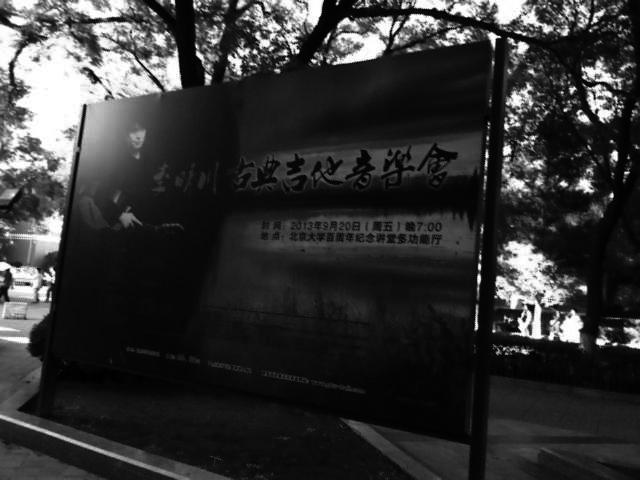 李明川 古典吉他音樂會
时 间：2013年9月20日（周五）晚7:00
地 点：北京大学百周年纪念讲堂多功能厅